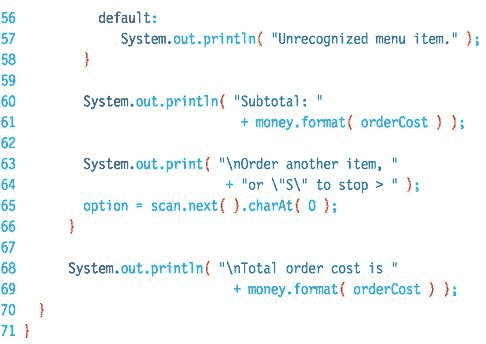 56 default:
57 System.out.println( "Unrecognized menu item." );
58 }
59
60 System.out.println( "Subtotal: "
61 + money.format( orderCost ) );
62
63 System.out.print( "\nOrder another item, "
64 + "or \"S\" to stop > " );
65 option = scan.next( ).charAt( 0 );
66 }
67
68 System.out.println( "\nTotal order cost is "
69 + money.format( orderCost ) );
70 }
71 }